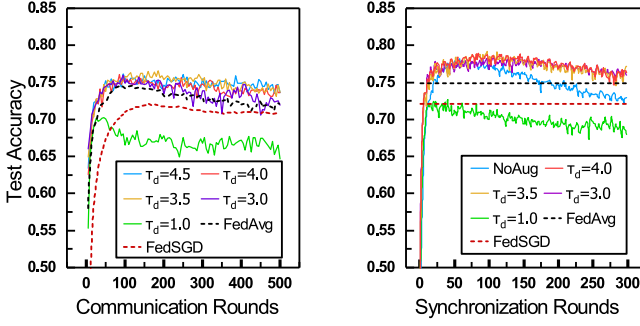 Test Accuracy
0.85
0.80
0.75
0.70
0.65
0.60
0.55
0.50
0 100 200 300 400 500
Communication Rounds
τd=4.5 τd=4.0
τd=3.5 τd=3.0
τd=1.0 FedAvg
FedSGD
0.85
0.80
0.75
0.70
0.65
0.60
0.55
0.50
0 50 100 150 200 250 300
Synchronization Rounds
NoAug τd=4.0
τd=3.5 τd=3.0
τd=1.0 FedAvg
FedSGD